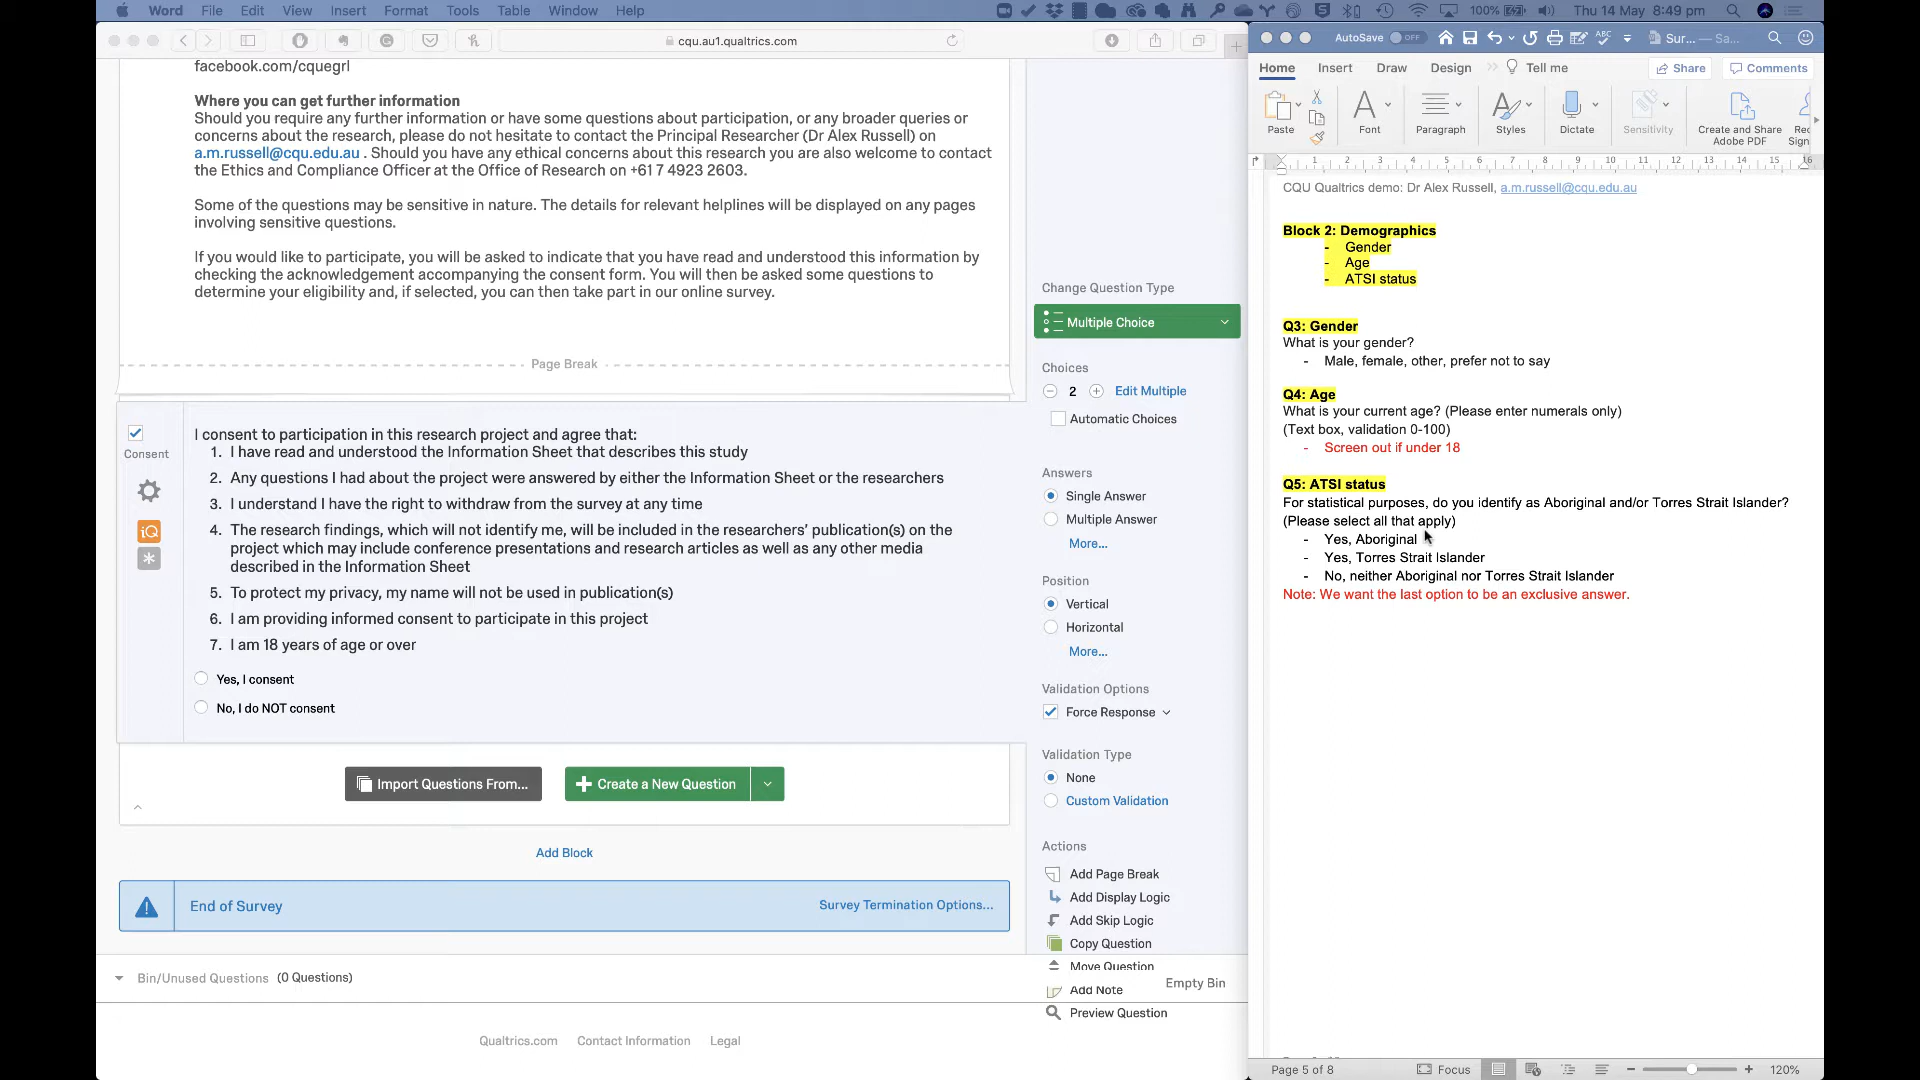 Word File Edit View Insert Format Tools Table Window Help
100% Thu 14 May 8:49 pm
cqu.au1.qualtrics.com
facebook.com/cquegrl
Where you can get further information
Should you require any further information or have some questions about participation, or any broader queries or
concerns about the research, please do not hesitate to contact the Principal Researcher (Dr Alex Russell) on
a.m.russell@cqu.edu.au . Should you have any ethical concerns about this research you are also welcome to contact
the Ethics and Compliance Officer at the Office of Research on +61 7 4923 2603.
Some of the questions may be sensitive in nature. The details for relevant helplines will be displayed on any pages
involving sensitive questions.
If you would like to participate, you will be asked to indicate that you have read and understood this information by
checking the acknowledgement accompanying the consent form. You will then be asked some questions to
determine your eligibility and, if selected, you can then take part in our online survey.
Page Break
Consent
iQ
I consent to participation in this research project and agree that:
1. I have read and understood the Information Sheet that describes this study
2. Any questions I had about the project were answered by either the Information Sheet or the researchers
3. I understand I have the right to withdraw from the survey at any time
4. The research findings, which will not identify me, will be included in the researchers' publication(s) on the
project which may include conference presentations and research articles as well as any other media
described in the Information Sheet
5. To protect my privacy, my name will not be used in publication(s)
6. I am providing informed consent to participate in this project
7. I am 18 years of age or over
Yes, I consent
No, I do NOT consent
Import Questions From...
Create a New Question
Add Block
End of Survey
Survey Termination Options...
Bin/Unused Questions (0 Questions)
Empty Bin
Qualtrics.com Contact Information Legal
Change Question Type
Multiple Choice
Choices
2 Edit Multiple
Automatic Choices
Answers
Single Answer
Multiple Answer
More...
Position
Vertical
Horizontal
More...
Validation Options
Force Response
Validation Type
None
Custom Validation
Actions
Add Page Break
Add Display Logic
Add Skip Logic
Copy Question
Move Question
Add Note
Preview Question
AutoSave OFF
Sur... — Sa...
Home Insert Draw Design Tell me
Share Comments
Paste Font Paragraph Styles Dictate Sensitivity
Create and Share
Adobe PDF
Rec
Sign
1 2 3 4 5 6 7 8 9 10 11 12 13 14 15 16
CQU Qualtrics demo: Dr Alex Russell, a.m.russell@cqu.edu.au
Block 2: Demographics
- Gender
- Age
- ATSI status
Q3: Gender
What is your gender?
- Male, female, other, prefer not to say
Q4: Age
What is your current age? (Please enter numerals only)
(Text box, validation 0-100)
- Screen out if under 18
Q5: ATSI status
For statistical purposes, do you identify as Aboriginal and/or Torres Strait Islander?
(Please select all that apply)
- Yes, Aboriginal
- Yes, Torres Strait Islander
- No, neither Aboriginal nor Torres Strait Islander
Note: We want the last option to be an exclusive answer.
Page 5 of 8
Focus
120%